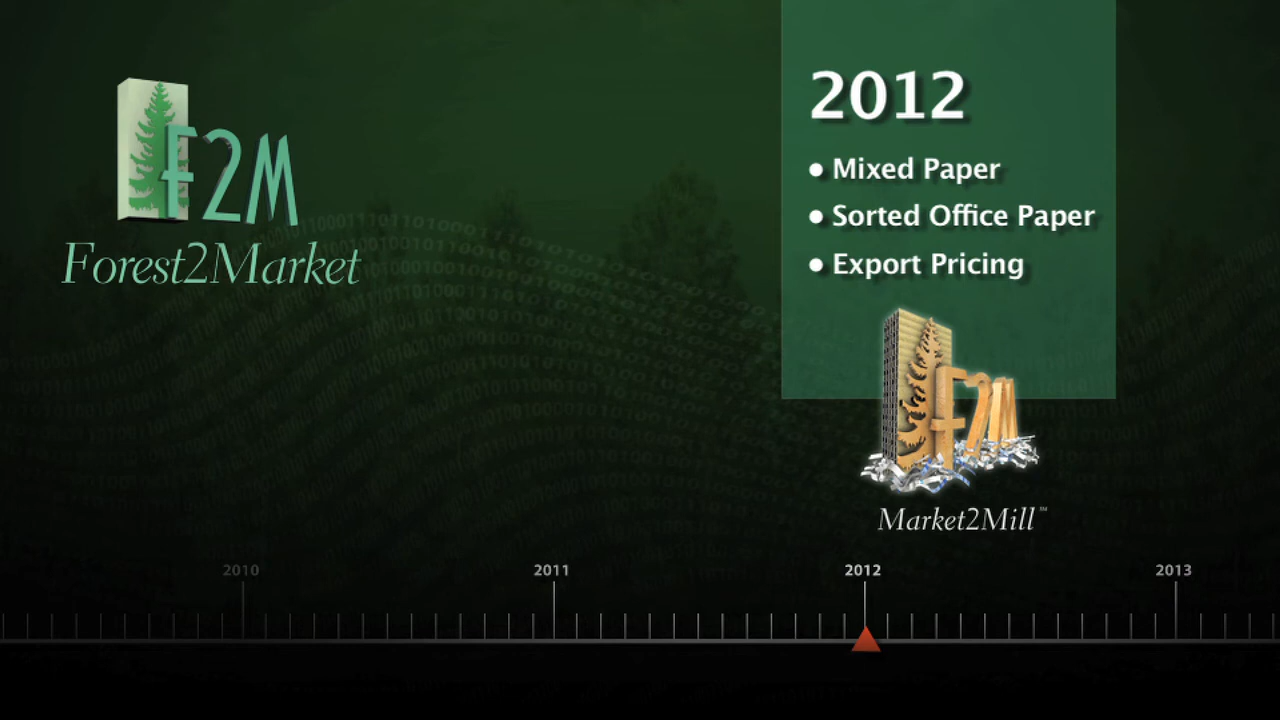 F2M
Forest2Market
2012
• Mixed Paper
• Sorted Office Paper
• Export Pricing
F2M
Market2Mill™
2010
2011
2012
2013